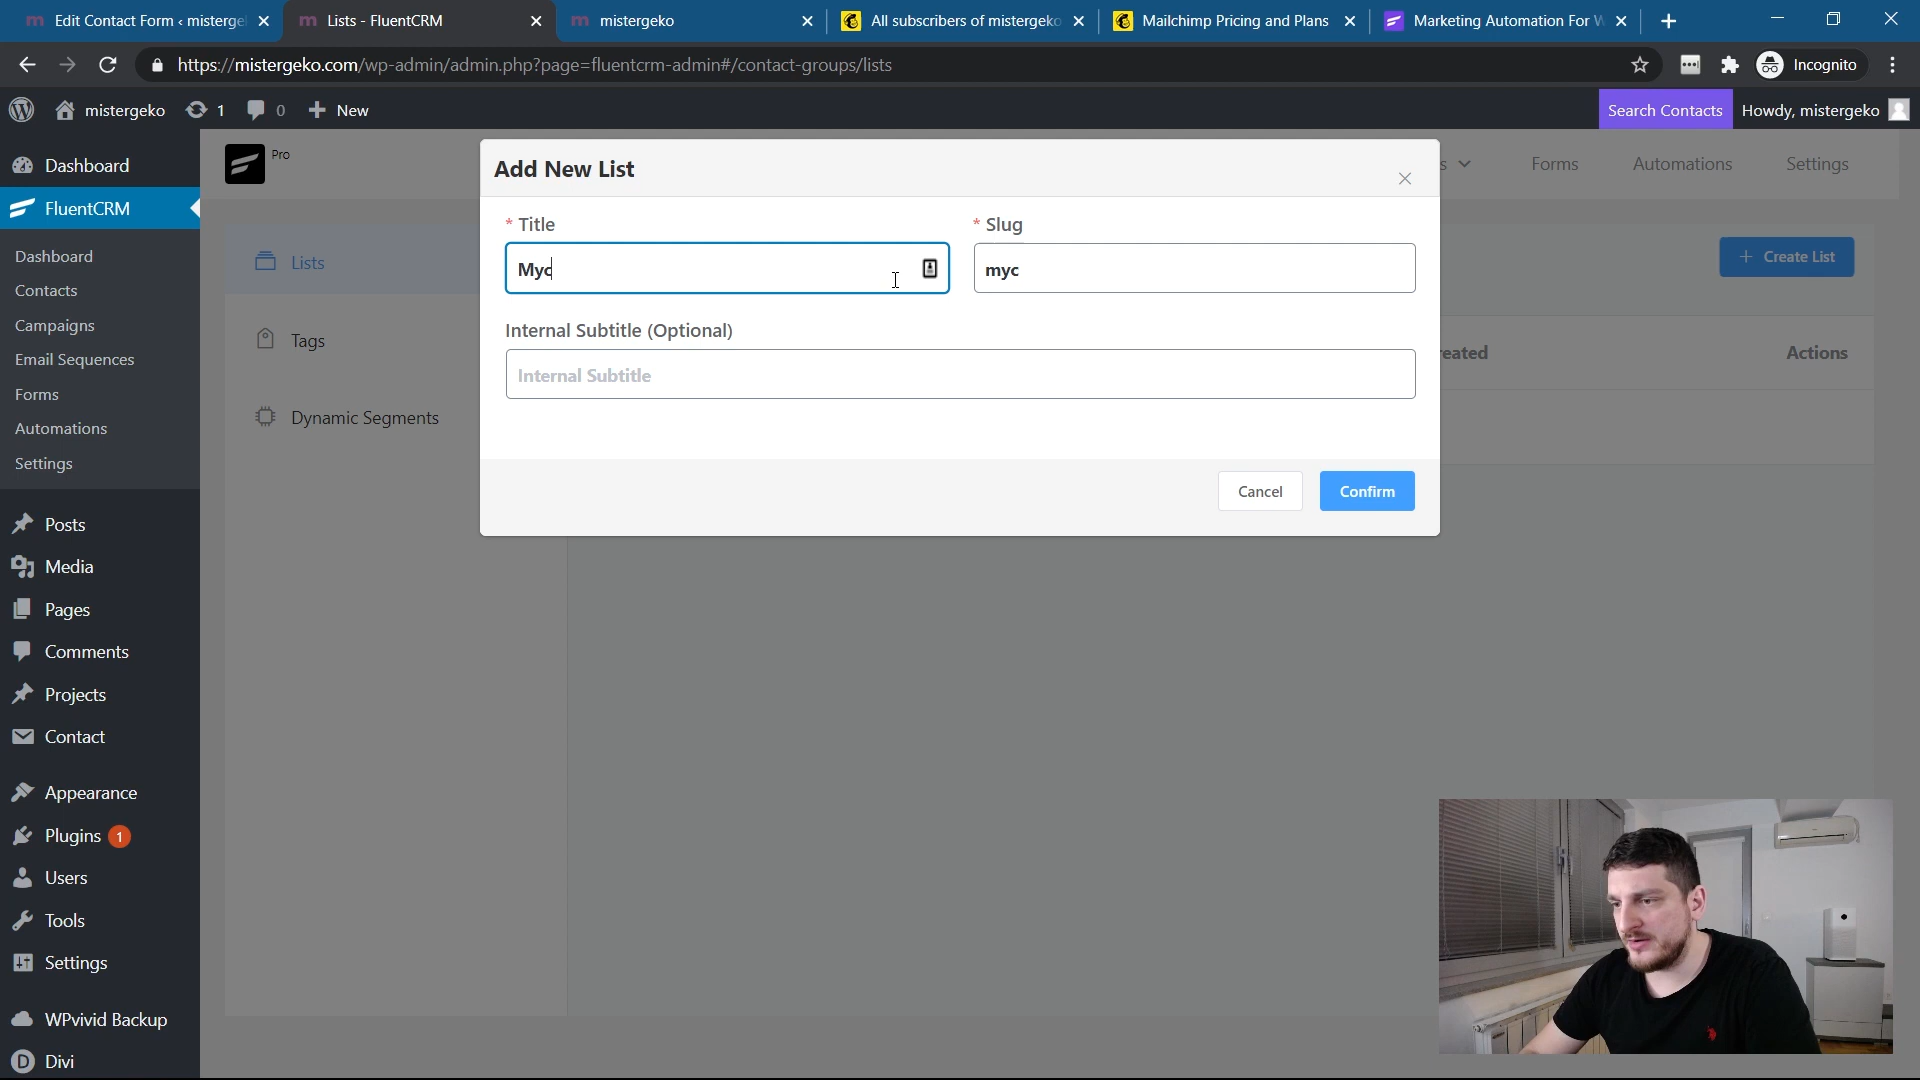 Edit Contact Form ‹ misterge
Lists - FluentCRM
mistergeko
All subscribers of mistergeko
Mailchimp Pricing and Plans
Marketing Automation For W
https://mistergeko.com/wp-admin/admin.php?page=fluentcrm-admin#/contact-groups/lists
Incognito
mistergeko
1
0
New
Search Contacts
Howdy, mistergeko
Dashboard
FluentCRM
Dashboard
Contacts
Campaigns
Email Sequences
Forms
Automations
Settings
Posts
Media
Pages
Comments
Projects
Contact
Appearance
Plugins 1
Users
Tools
Settings
WPvivid Backup
Divi
Pro
s
Forms
Automations
Settings
Lists
Tags
Dynamic Segments
Create List
reated
Actions
Add New List
* Title
* Slug
Myc
myc
Internal Subtitle (Optional)
Internal Subtitle
Cancel
Confirm